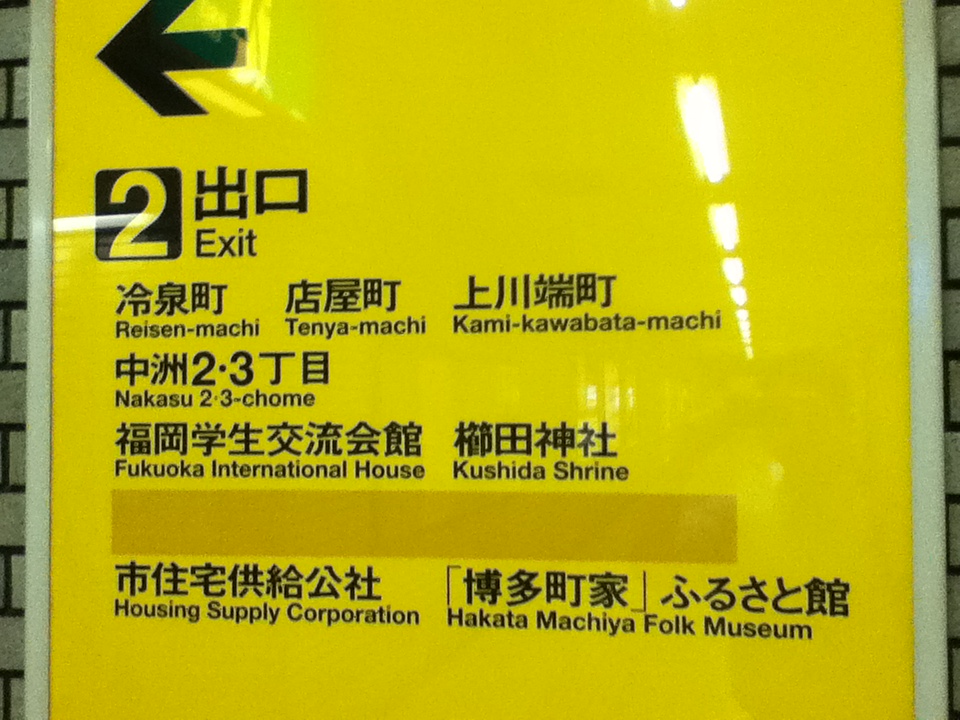 2 出口
Exit
冷泉町 店屋町 上川端町
Reisen-machi Tenya-machi Kami-kawabata-machi
中洲2·3丁目
Nakasu 2·3-chome
福岡学生交流会館 櫛田神社
Fukuoka International House Kushida Shrine
市住宅供給公社 「博多町家」ふるさと館
Housing Supply Corporation Hakata Machiya Folk Museum